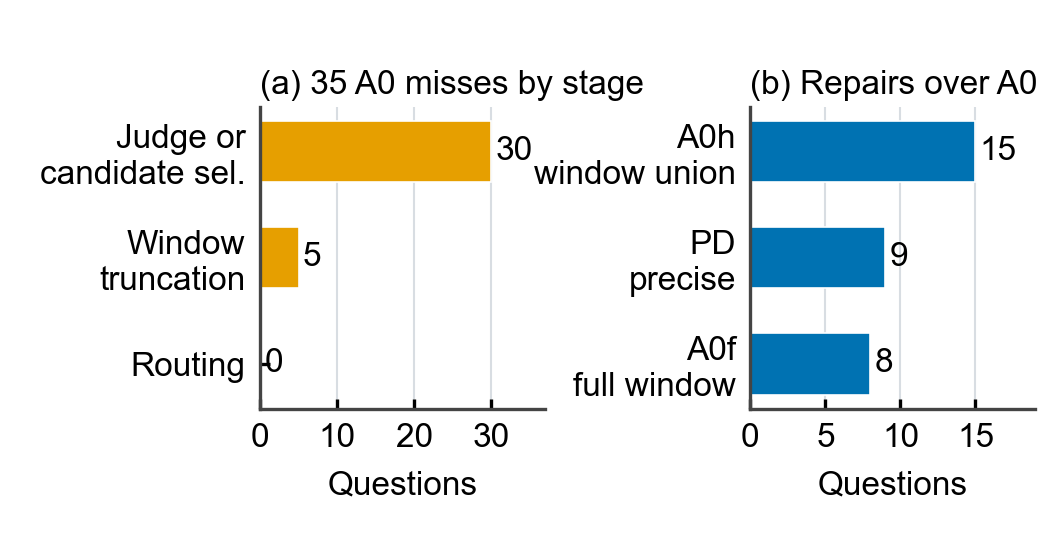 (a) 35 A0 misses by stage
Judge or
candidate sel.
30
Window
truncation
5
Routing
0
0 10 20 30
Questions
(b) Repairs over A0
A0h
window union
15
PD
precise
9
A0f
full window
8
0 5 10 15
Questions